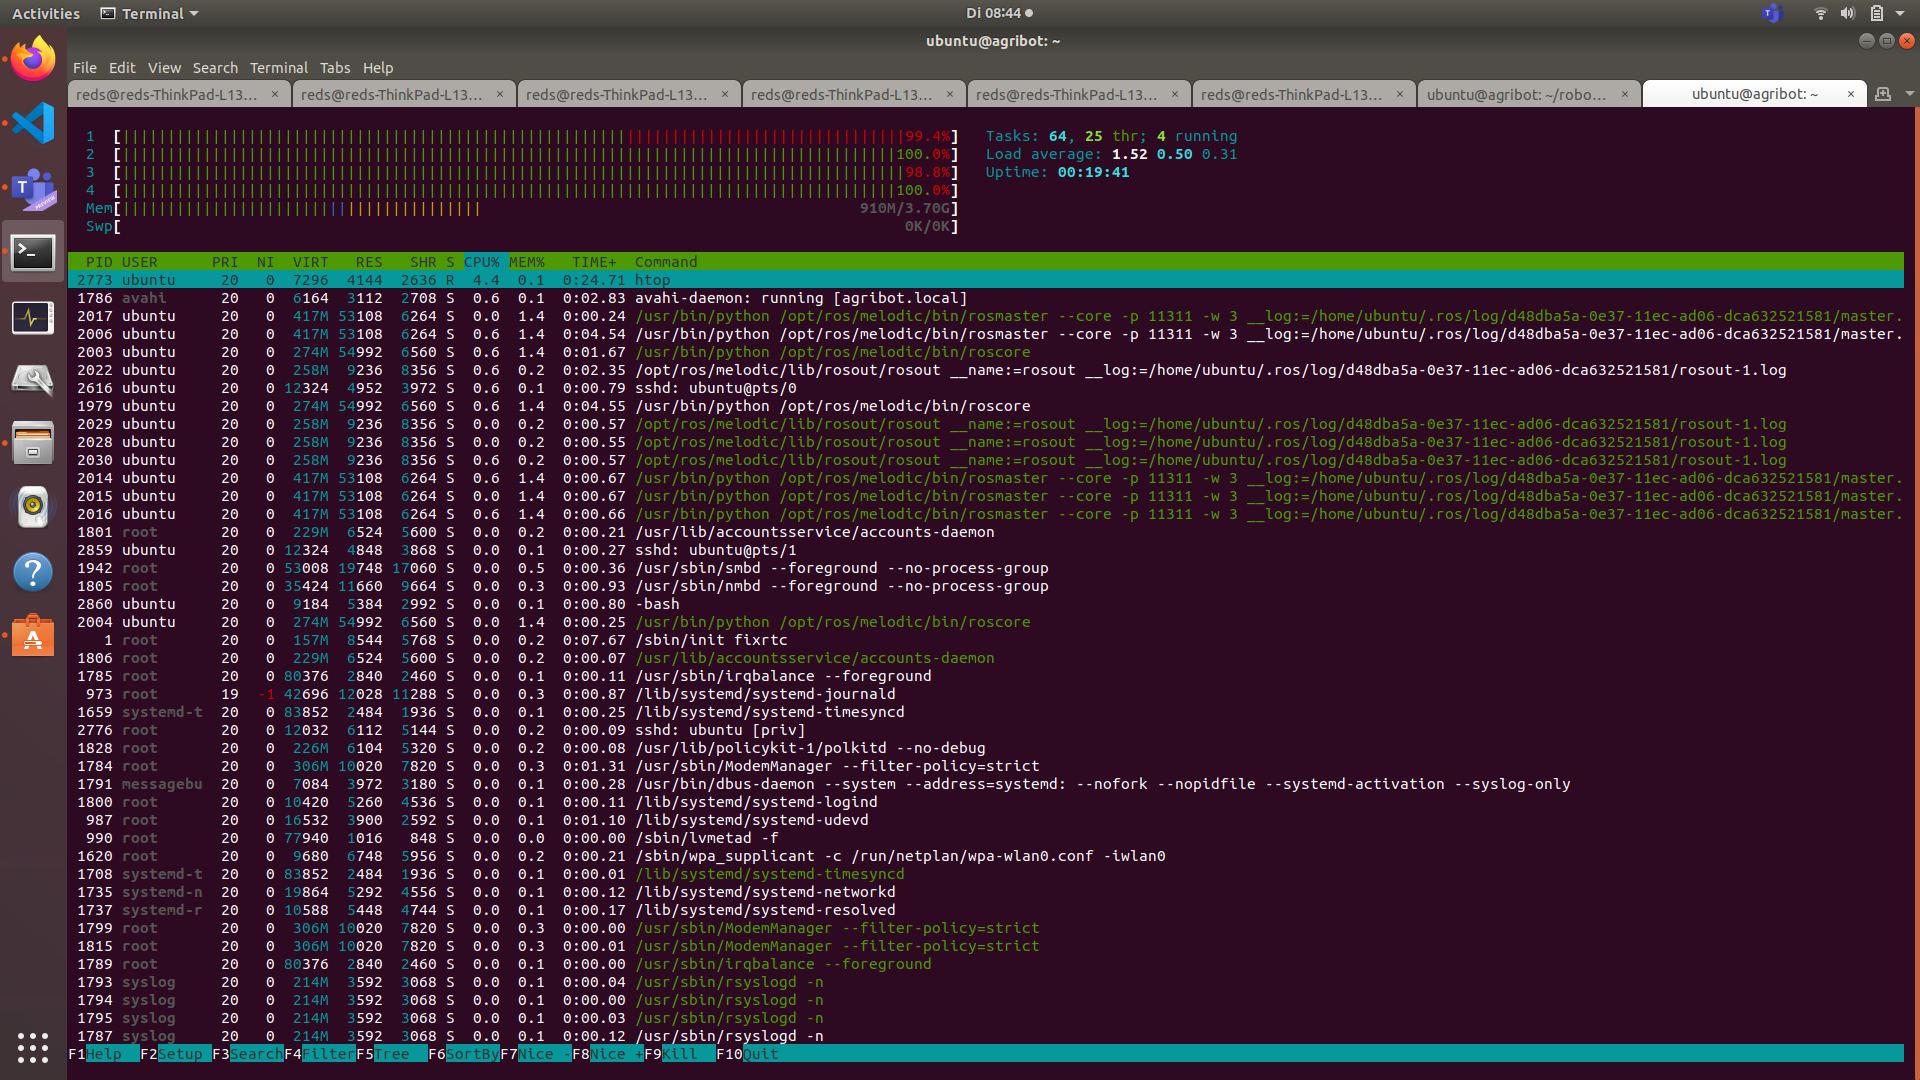 Activities Terminal Di 08:44
ubuntu@agribot: ~
File Edit View Search Terminal Tabs Help
reds@reds-ThinkPad-L13… × reds@reds-ThinkPad-L13… × reds@reds-ThinkPad-L13… × reds@reds-ThinkPad-L13… × reds@reds-ThinkPad-L13… × reds@reds-ThinkPad-L13… × ubuntu@agribot: ~/robo… × ubuntu@agribot: ~ ×
1 [99.4%] Tasks: 64, 25 thr; 4 running
2 [100.0%] Load average: 1.52 0.50 0.31
3 [98.8%] Uptime: 00:19:41
4 [100.0%]
Mem[910M/3.70G]
Swp[0K/0K]
PID USER PRI NI VIRT RES SHR S CPU% MEM% TIME+ Command
2773 ubuntu 20 0 7296 4144 2636 R 4.4 0.1 0:24.71 htop
1786 avahi 20 0 6164 3112 2708 S 0.6 0.1 0:02.83 avahi-daemon: running [agribot.local]
2017 ubuntu 20 0 417M 53108 6264 S 0.6 1.4 0:00.24 /usr/bin/python /opt/ros/melodic/bin/rosmaster --core -p 11311 -w 3 __log:=/home/ubuntu/.ros/log/d48dba5a-0e37-11ec-ad06-dca632521581/master.
2006 ubuntu 20 0 417M 53108 6264 S 0.6 1.4 0:04.54 /usr/bin/python /opt/ros/melodic/bin/rosmaster --core -p 11311 -w 3 __log:=/home/ubuntu/.ros/log/d48dba5a-0e37-11ec-ad06-dca632521581/master.
2003 ubuntu 20 0 274M 54992 6560 S 0.6 1.4 0:01.67 /usr/bin/python /opt/ros/melodic/bin/roscore
2022 ubuntu 20 0 258M 9236 8356 S 0.6 0.2 0:02.35 /opt/ros/melodic/lib/rosout/rosout __name:=rosout __log:=/home/ubuntu/.ros/log/d48dba5a-0e37-11ec-ad06-dca632521581/rosout-1.log
2616 ubuntu 20 0 12324 4952 3972 S 0.6 0.1 0:00.79 sshd: ubuntu@pts/0
1979 ubuntu 20 0 274M 54992 6560 S 0.6 1.4 0:04.55 /usr/bin/python /opt/ros/melodic/bin/roscore
2029 ubuntu 20 0 258M 9236 8356 S 0.6 0.2 0:00.57 /opt/ros/melodic/lib/rosout/rosout __name:=rosout __log:=/home/ubuntu/.ros/log/d48dba5a-0e37-11ec-ad06-dca632521581/rosout-1.log
2028 ubuntu 20 0 258M 9236 8356 S 0.6 0.2 0:00.55 /opt/ros/melodic/lib/rosout/rosout __name:=rosout __log:=/home/ubuntu/.ros/log/d48dba5a-0e37-11ec-ad06-dca632521581/rosout-1.log
2030 ubuntu 20 0 258M 9236 8356 S 0.6 0.2 0:00.57 /opt/ros/melodic/lib/rosout/rosout __name:=rosout __log:=/home/ubuntu/.ros/log/d48dba5a-0e37-11ec-ad06-dca632521581/rosout-1.log
2014 ubuntu 20 0 417M 53108 6264 S 0.6 1.4 0:00.67 /usr/bin/python /opt/ros/melodic/bin/rosmaster --core -p 11311 -w 3 __log:=/home/ubuntu/.ros/log/d48dba5a-0e37-11ec-ad06-dca632521581/master.
2015 ubuntu 20 0 417M 53108 6264 S 0.6 1.4 0:00.67 /usr/bin/python /opt/ros/melodic/bin/rosmaster --core -p 11311 -w 3 __log:=/home/ubuntu/.ros/log/d48dba5a-0e37-11ec-ad06-dca632521581/master.
2016 ubuntu 20 0 417M 53108 6264 S 0.6 1.4 0:00.66 /usr/bin/python /opt/ros/melodic/bin/rosmaster --core -p 11311 -w 3 __log:=/home/ubuntu/.ros/log/d48dba5a-0e37-11ec-ad06-dca632521581/master.
1801 root 20 0 229M 6524 5600 S 0.0 0.2 0:00.21 /usr/lib/accountsservice/accounts-daemon
2859 ubuntu 20 0 12324 4848 3868 S 0.0 0.1 0:00.27 sshd: ubuntu@pts/1
1942 root 20 0 53008 19748 17060 S 0.0 0.5 0:00.36 /usr/sbin/smbd --foreground --no-process-group
1805 root 20 0 35424 11660 9664 S 0.0 0.3 0:00.93 /usr/sbin/nmbd --foreground --no-process-group
2860 ubuntu 20 0 9184 5384 2992 S 0.0 0.1 0:00.80 -bash
2004 ubuntu 20 0 274M 54992 6560 S 0.0 1.4 0:00.25 /usr/bin/python /opt/ros/melodic/bin/roscore
1 root 20 0 157M 8544 5768 S 0.0 0.2 0:07.67 /sbin/init fixrtc
1806 root 20 0 229M 6524 5600 S 0.0 0.2 0:00.07 /usr/lib/accountsservice/accounts-daemon
1785 root 20 0 80376 2840 2460 S 0.0 0.1 0:00.11 /usr/sbin/irqbalance --foreground
973 root 19 -1 42696 12028 11288 S 0.0 0.3 0:00.87 /lib/systemd/systemd-journald
1659 systemd-t 20 0 83852 2484 1936 S 0.0 0.1 0:00.25 /lib/systemd/systemd-timesyncd
2776 root 20 0 12032 6112 5144 S 0.0 0.2 0:00.09 sshd: ubuntu [priv]
1828 root 20 0 226M 6104 5320 S 0.0 0.2 0:00.08 /usr/lib/policykit-1/polkitd --no-debug
1784 root 20 0 306M 10020 7820 S 0.0 0.3 0:01.31 /usr/sbin/ModemManager --filter-policy=strict
1791 messagebu 20 0 7084 3972 3180 S 0.0 0.1 0:00.28 /usr/bin/dbus-daemon --system --address=systemd: --nofork --nopidfile --systemd-activation --syslog-only
1800 root 20 0 10420 5260 4536 S 0.0 0.1 0:00.11 /lib/systemd/systemd-logind
987 root 20 0 16532 3900 2592 S 0.0 0.1 0:01.10 /lib/systemd/systemd-udevd
990 root 20 0 77940 1016 848 S 0.0 0.0 0:00.00 /sbin/lvmetad -f
1620 root 20 0 9680 6748 5956 S 0.0 0.2 0:00.21 /sbin/wpa_supplicant -c /run/netplan/wpa-wlan0.conf -iwlan0
1708 systemd-t 20 0 83852 2484 1936 S 0.0 0.1 0:00.01 /lib/systemd/systemd-timesyncd
1735 systemd-n 20 0 19864 5292 4556 S 0.0 0.1 0:00.12 /lib/systemd/systemd-networkd
1737 systemd-r 20 0 10588 5448 4744 S 0.0 0.1 0:00.17 /lib/systemd/systemd-resolved
1799 root 20 0 306M 10020 7820 S 0.0 0.3 0:00.00 /usr/sbin/ModemManager --filter-policy=strict
1815 root 20 0 306M 10020 7820 S 0.0 0.3 0:00.01 /usr/sbin/ModemManager --filter-policy=strict
1789 root 20 0 80376 2840 2460 S 0.0 0.1 0:00.00 /usr/sbin/irqbalance --foreground
1793 syslog 20 0 214M 3592 3068 S 0.0 0.1 0:00.04 /usr/sbin/rsyslogd -n
1794 syslog 20 0 214M 3592 3068 S 0.0 0.1 0:00.00 /usr/sbin/rsyslogd -n
1795 syslog 20 0 214M 3592 3068 S 0.0 0.1 0:00.03 /usr/sbin/rsyslogd -n
1787 syslog 20 0 214M 3592 3068 S 0.0 0.1 0:00.12 /usr/sbin/rsyslogd -n
F1Help F2Setup F3SearchF4FilterF5Tree F6SortByF7Nice -F8Nice +F9Kill F10Quit